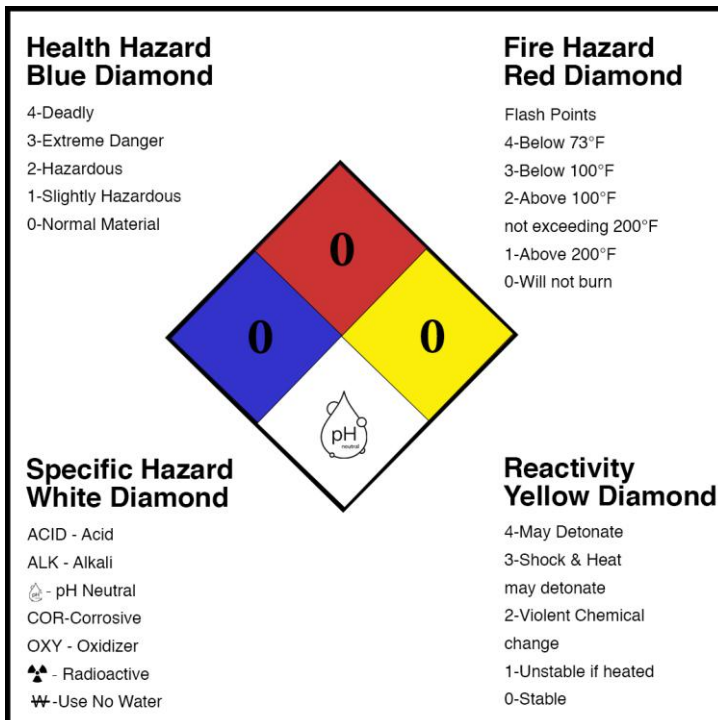 Health Hazard
Blue Diamond
4-Deadly
3-Extreme Danger
2-Hazardous
1-Slightly Hazardous
0-Normal Material
Fire Hazard
Red Diamond
Flash Points
4-Below 73°F
3-Below 100°F
2-Above 100°F
not exceeding 200°F
1-Above 200°F
0-Will not burn
0
0
0
pH
neutral
Specific Hazard
White Diamond
ACID - Acid
ALK - Alkali
pH - pH Neutral
COR-Corrosive
OXY - Oxidizer
☢ - Radioactive
W -Use No Water
Reactivity
Yellow Diamond
4-May Detonate
3-Shock & Heat
may detonate
2-Violent Chemical
change
1-Unstable if heated
0-Stable